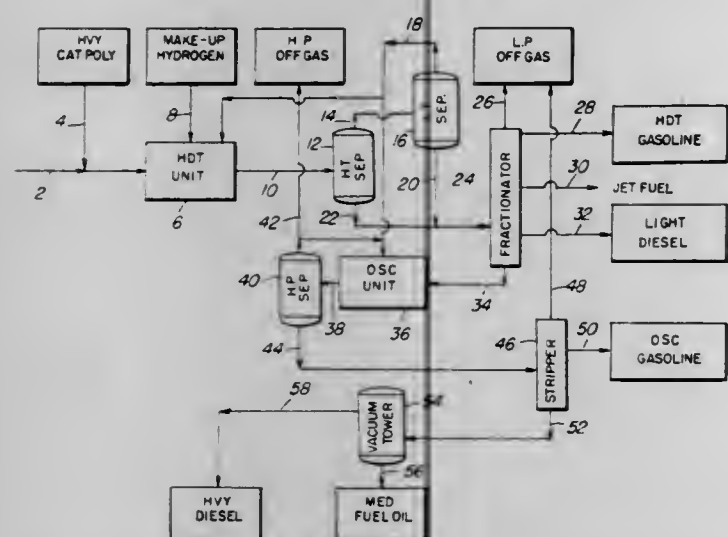 HVY
CAT POLY
MAKE-UP
HYDROGEN
H P
OFF GAS
18
L.P
OFF GAS
4
8
14
12
H.T
SEP
16
SEP.
26
28
HDT
GASOLINE
2
HDT
UNIT
6
10
20
24
FRACTIONATOR
30
JET FUEL
22
32
LIGHT
DIESEL
42
40
H.P
SEP
38
OSC
UNIT
36
34
48
44
46
STRIPPER
50
OSC
GASOLINE
58
VACUUM
TOWER
54
52
56
HVY
DIESEL
MED
FUEL OIL